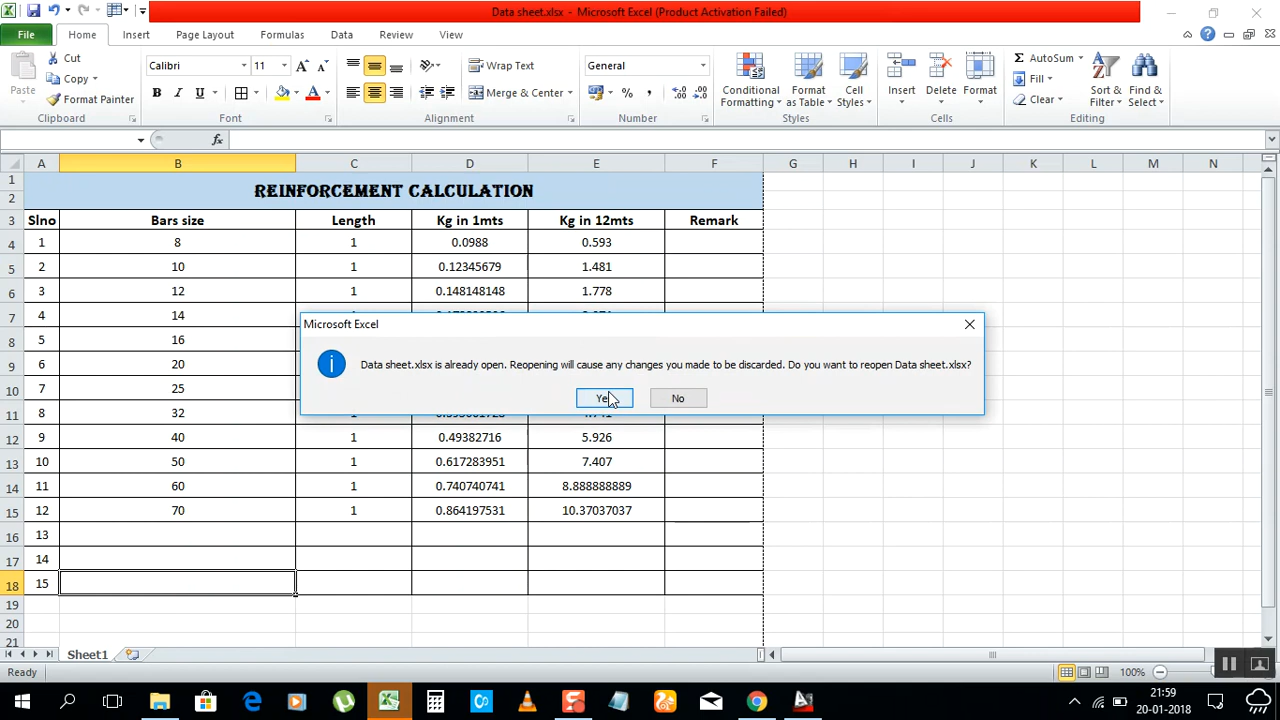 Data sheet.xlsx - Microsoft Excel (Product Activation Failed)
File Home Insert Page Layout Formulas Data Review View
Paste Cut Copy Format Painter Clipboard
Calibri 11 B I U A A A Font
Wrap Text Merge & Center Alignment
General % , .0 .00 .00 .0 Number
Conditional Formatting Format as Table Cell Styles Styles
Insert Delete Format Cells
AutoSum Fill Clear Sort & Filter Find & Select Editing
fx
A B C D E F G H I J K L M N
1
2 REINFORCEMENT CALCULATION
3 Slno Bars size Length Kg in 1mts Kg in 12mts Remark
4 1 8 1 0.0988 0.593
5 2 10 1 0.12345679 1.481
6 3 12 1 0.148148148 1.778
7 4 14
8 5 16
9 6 20
10 7 25
11 8 32
12 9 40 1 0.49382716 5.926
13 10 50 1 0.617283951 7.407
14 11 60 1 0.740740741 8.888888889
15 12 70 1 0.864197531 10.37037037
16 13
17 14
18 15
19
20
21
Microsoft Excel
Data sheet.xlsx is already open. Reopening will cause any changes you made to be discarded. Do you want to reopen Data sheet.xlsx?
No
Sheet1
Ready 100%
21:59
20-01-2018